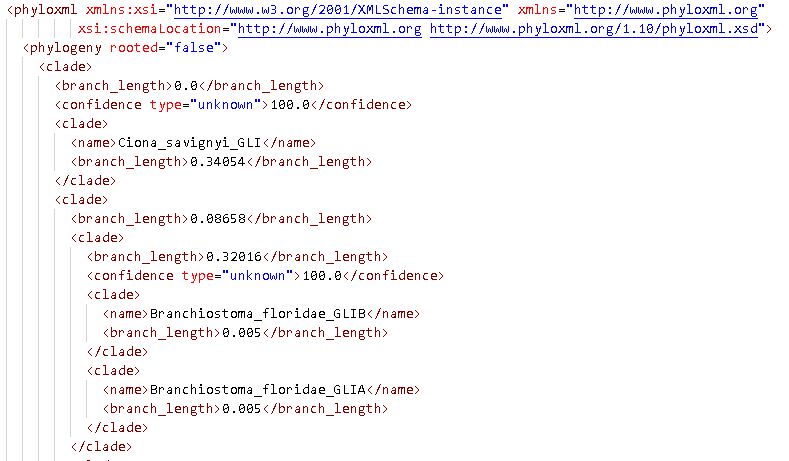 <phyloxml xmlns:xsi="http://www.w3.org/2001/XMLSchema-instance" xmlns="http://www.phyloxml.org"
xsi:schemaLocation="http://www.phyloxml.org http://www.phyloxml.org/1.10/phyloxml.xsd">
<phylogeny rooted="false">
<clade>
<branch_length>0.0</branch_length>
<confidence type="unknown">100.0</confidence>
<clade>
<name>Ciona_savignyi_GLI</name>
<branch_length>0.34054</branch_length>
</clade>
<clade>
<branch_length>0.08658</branch_length>
<clade>
<branch_length>0.32016</branch_length>
<confidence type="unknown">100.0</confidence>
<clade>
<name>Branchiostoma_floridae_GLIB</name>
<branch_length>0.005</branch_length>
</clade>
<clade>
<name>Branchiostoma_floridae_GLIA</name>
<branch_length>0.005</branch_length>
</clade>
</clade>